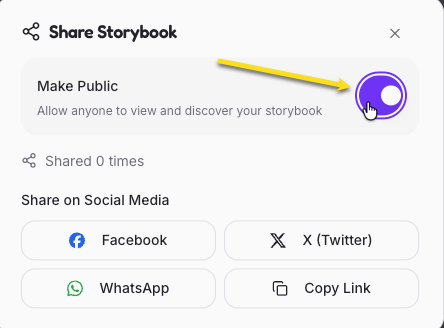 Share Storybook
Make Public
Allow anyone to view and discover your storybook
Shared 0 times
Share on Social Media
Facebook
X (Twitter)
WhatsApp
Copy Link